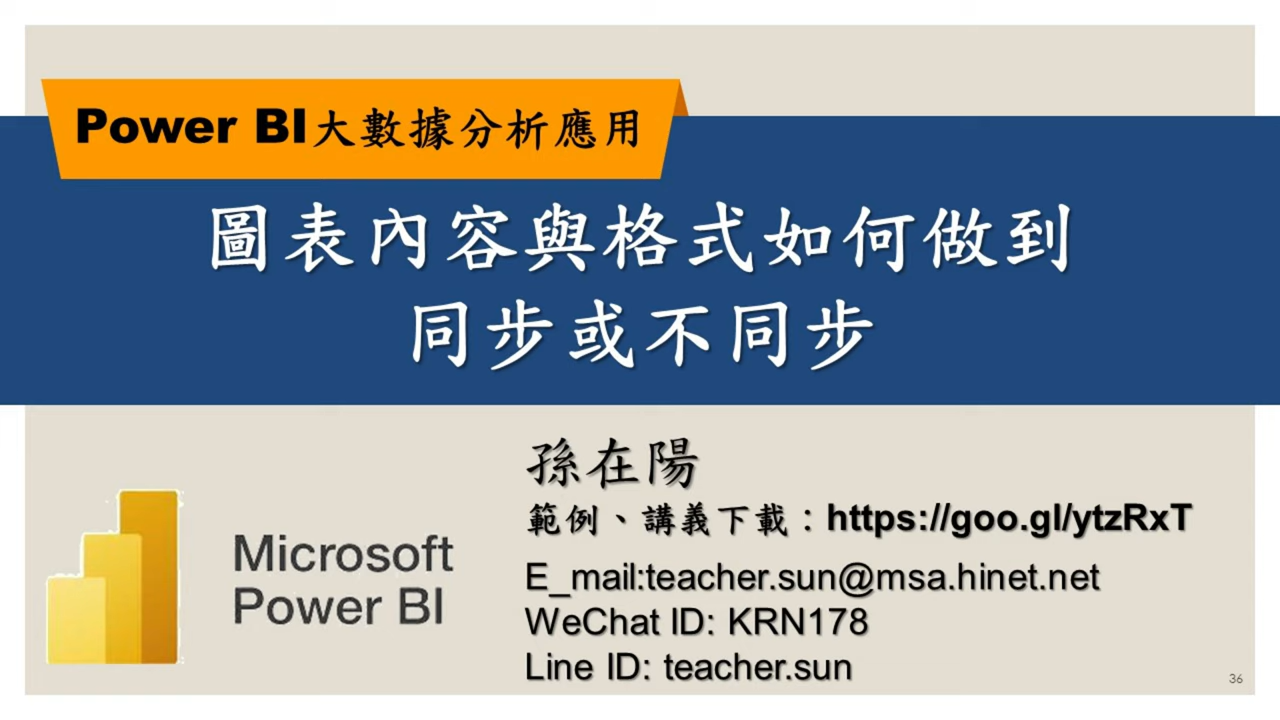 Power BI大數據分析應用
圖表內容與格式如何做到
同步或不同步
孫在陽
範例、講義下載：https://goo.gl/ytzRxT
Microsoft
Power BI
E_mail:teacher.sun@msa.hinet.net
WeChat ID: KRN178
Line ID: teacher.sun
36